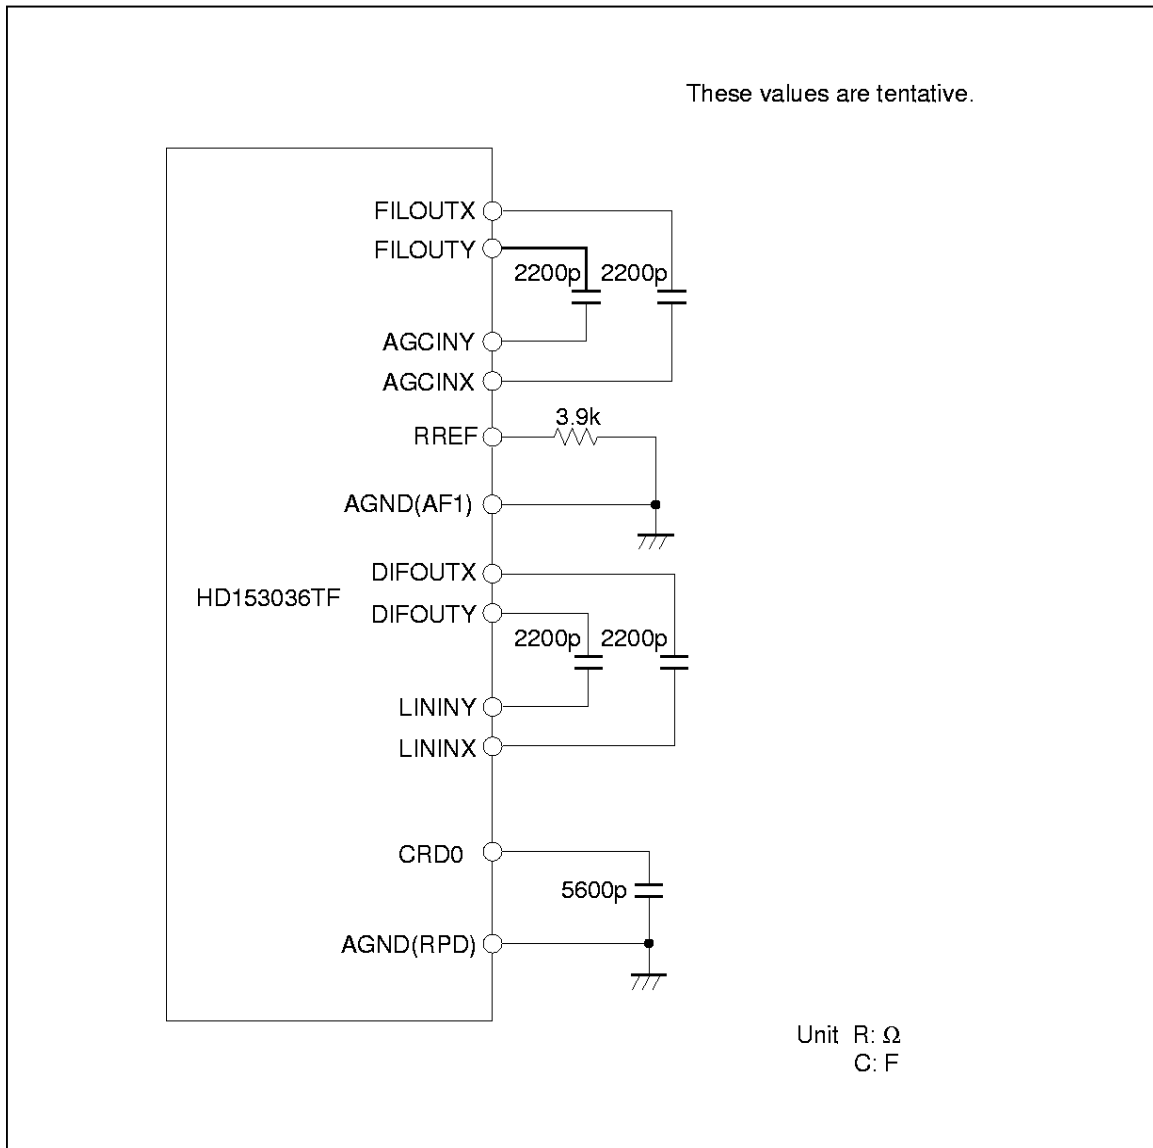 These values are tentative.
FILOUTX
FILOUTY
2200p 2200p
AGCINY
AGCINX
3.9k
RREF
AGND(AF1)
DIFOUTX
HD153036TF
DIFOUTY
2200p 2200p
LININY
LININX
CRD0
5600p
AGND(RPD)
Unit R: Ω
C: F